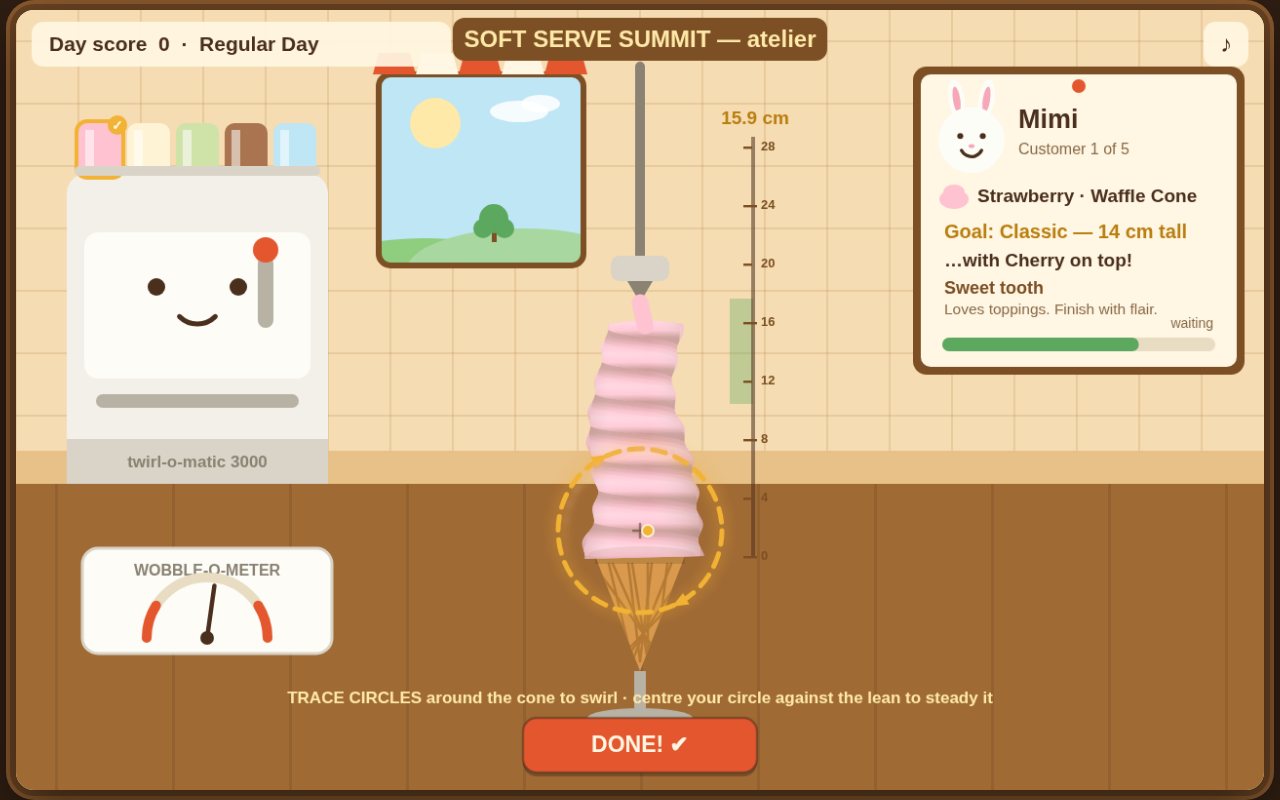 Day score 0 · Regular Day
SOFT SERVE SUMMIT — atelier
♪
15.9 cm
28
24
20
16
12
8
4
0
Mimi
Customer 1 of 5
Strawberry · Waffle Cone
Goal: Classic — 14 cm tall
…with Cherry on top!
Sweet tooth
Loves toppings. Finish with flair.
waiting
twirl-o-matic 3000
WOBBLE-O-METER
TRACE CIRCLES around the cone to swirl · centre your circle against the lean to steady it
DONE! ✔